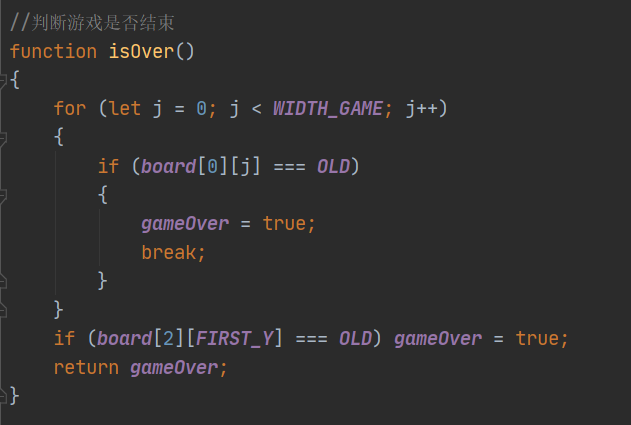 //判断游戏是否结束
function isOver()
{
    for (let j = 0; j < WIDTH_GAME; j++)
    {
        if (board[0][j] === OLD)
        {
            gameOver = true;
            break;
        }
    }
    if (board[2][FIRST_Y] === OLD) gameOver = true;
    return gameOver;
}